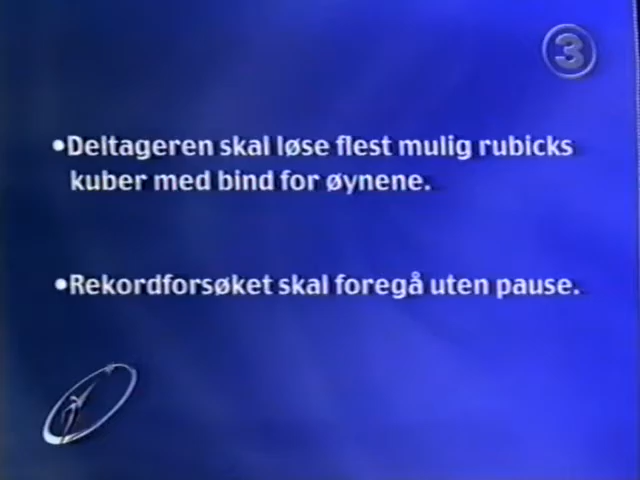 3
•Deltageren skal løse flest mulig rubicks
kuber med bind for øynene.
•Rekordforsøket skal foregå uten pause.